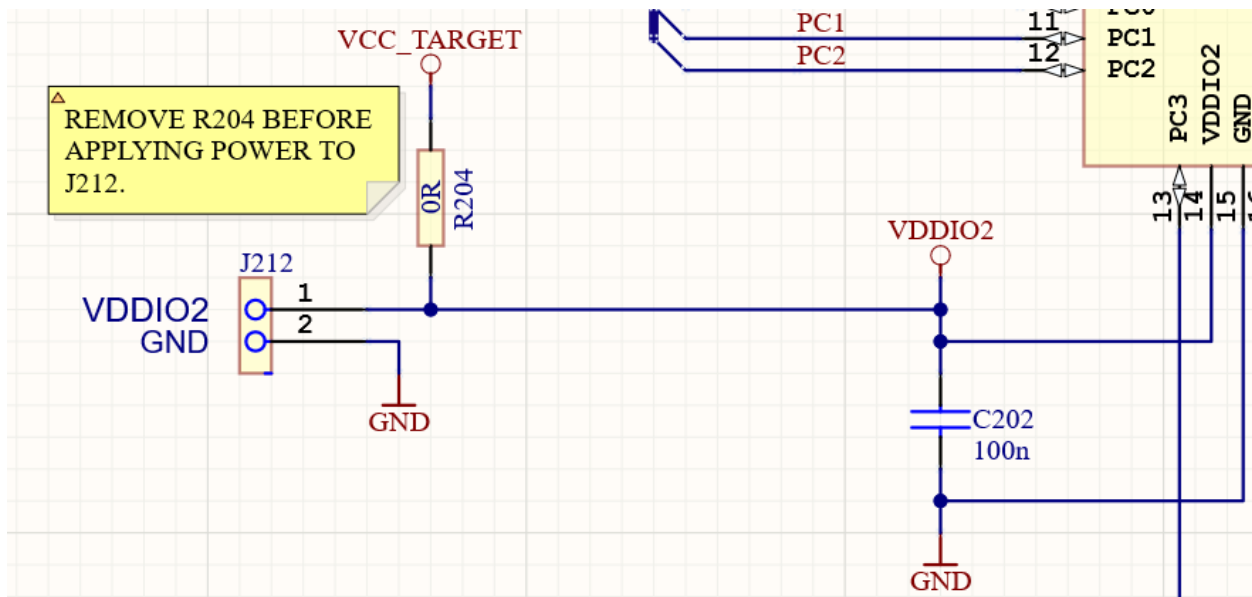 PC1
11
PC1
PC2
12
PC2
VCC_TARGET
REMOVE R204 BEFORE
APPLYING POWER TO
J212.
0R
R204
PC3
VDDIO2
GND
13
14
15
VDDIO2
J212
VDDIO2
1
GND
2
GND
C202
100n
GND